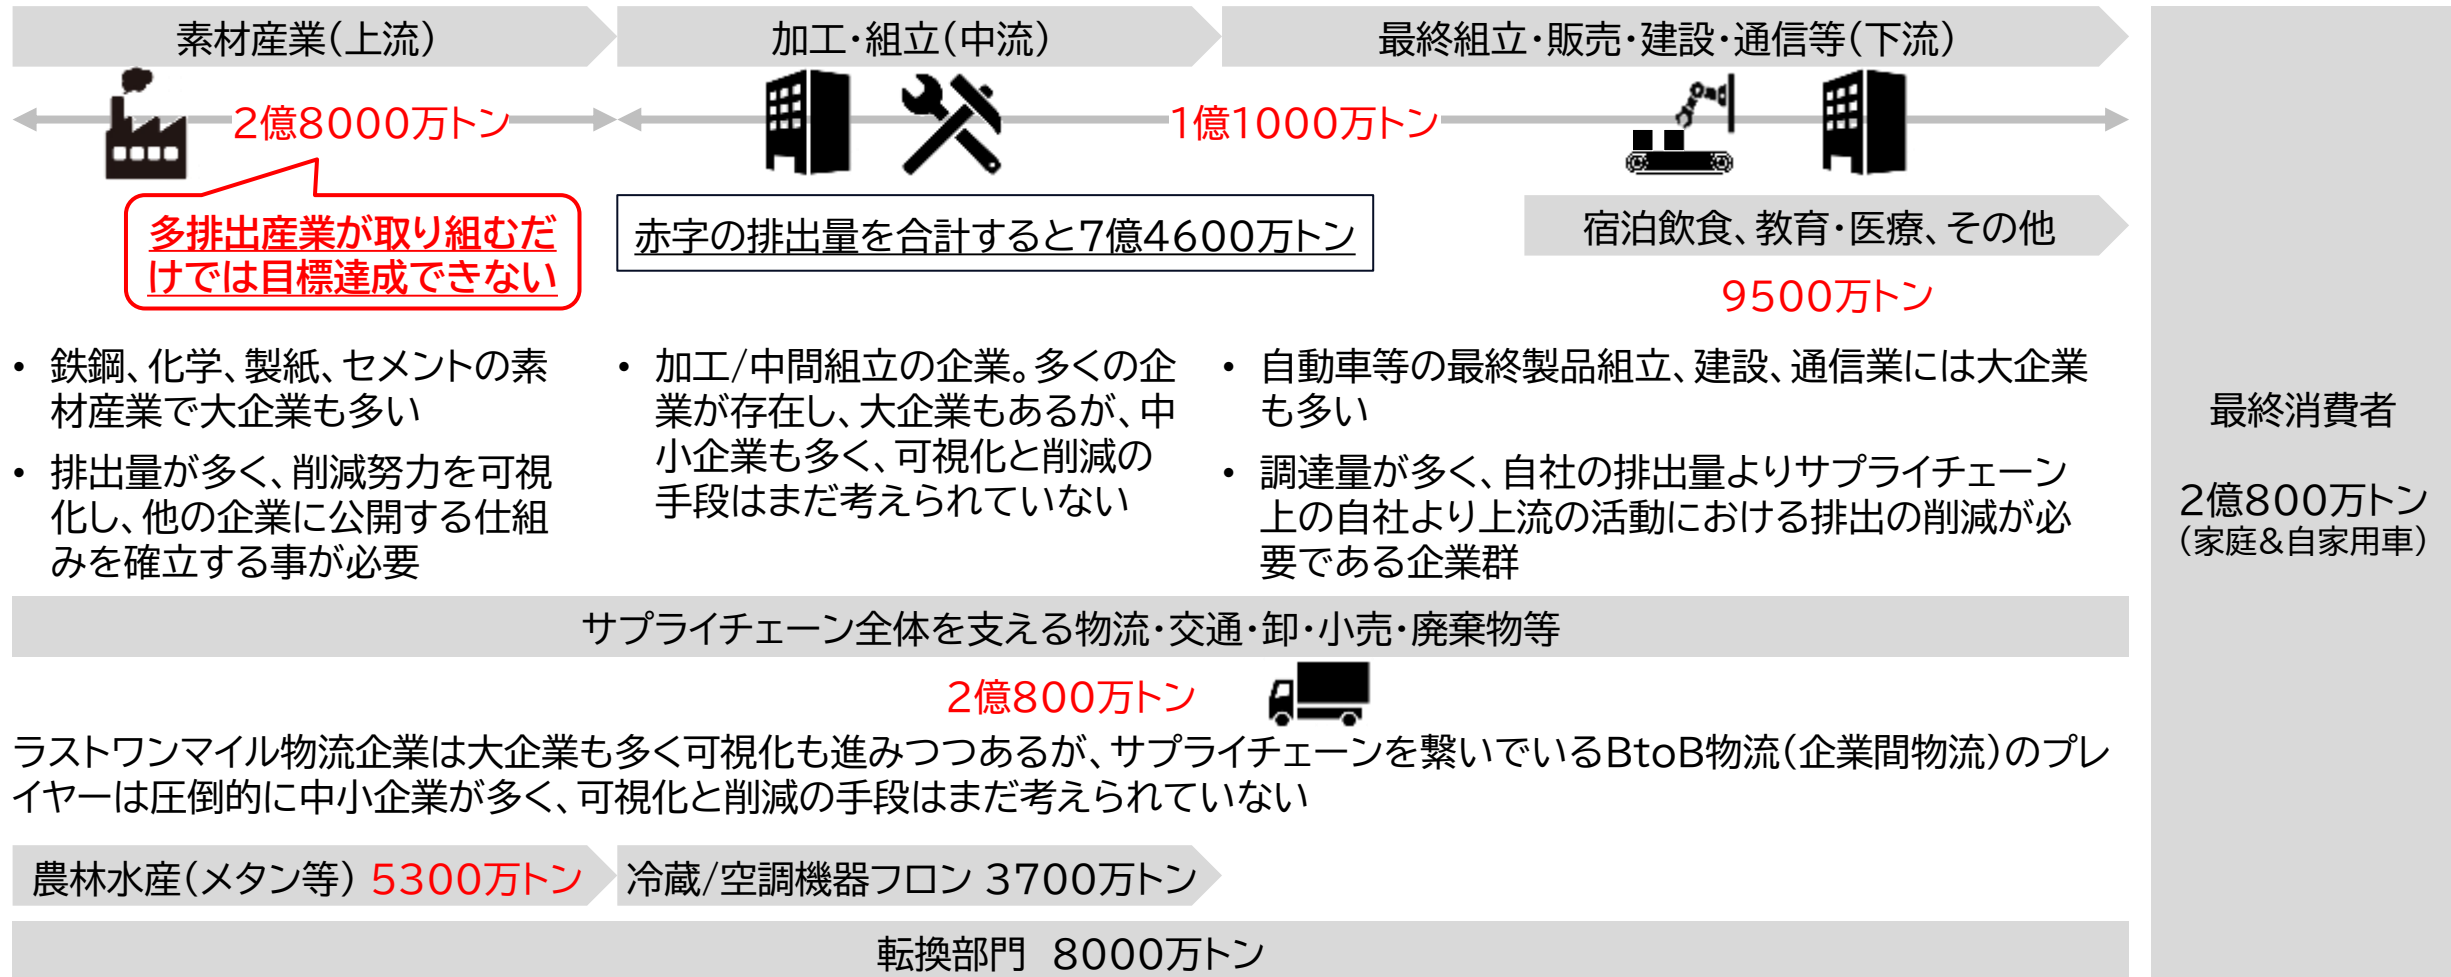 素材産業(上流)
加工・組立(中流)
最終組立・販売・建設・通信等(下流)
2億8000万トン
1億1000万トン
多排出産業が取り組むだ
けでは目標達成できない
赤字の排出量を合計すると7億4600万トン
宿泊飲食、教育・医療、その他
9500万トン
• 鉄鋼、化学、製紙、セメントの素
材産業で大企業も多い
• 排出量が多く、削減努力を可視
化し、他の企業に公開する仕組
みを確立する事が必要
• 加工/中間組立の企業。多くの企
業が存在し、大企業もあるが、中
小企業も多く、可視化と削減の
手段はまだ考えられていない
• 自動車等の最終製品組立、建設、通信業には大企業
も多い
• 調達量が多く、自社の排出量よりサプライチェーン
上の自社より上流の活動における排出の削減が必
要である企業群
最終消費者
2億800万トン
(家庭&自家用車)
サプライチェーン全体を支える物流・交通・卸・小売・廃棄物等
2億800万トン
ラストワンマイル物流企業は大企業も多く可視化も進みつつあるが、サプライチェーンを繋いでいるBtoB物流(企業間物流)のプレ
イヤーは圧倒的に中小企業が多く、可視化と削減の手段はまだ考えられていない
農林水産(メタン等) 5300万トン
冷蔵/空調機器フロン 3700万トン
転換部門 8000万トン